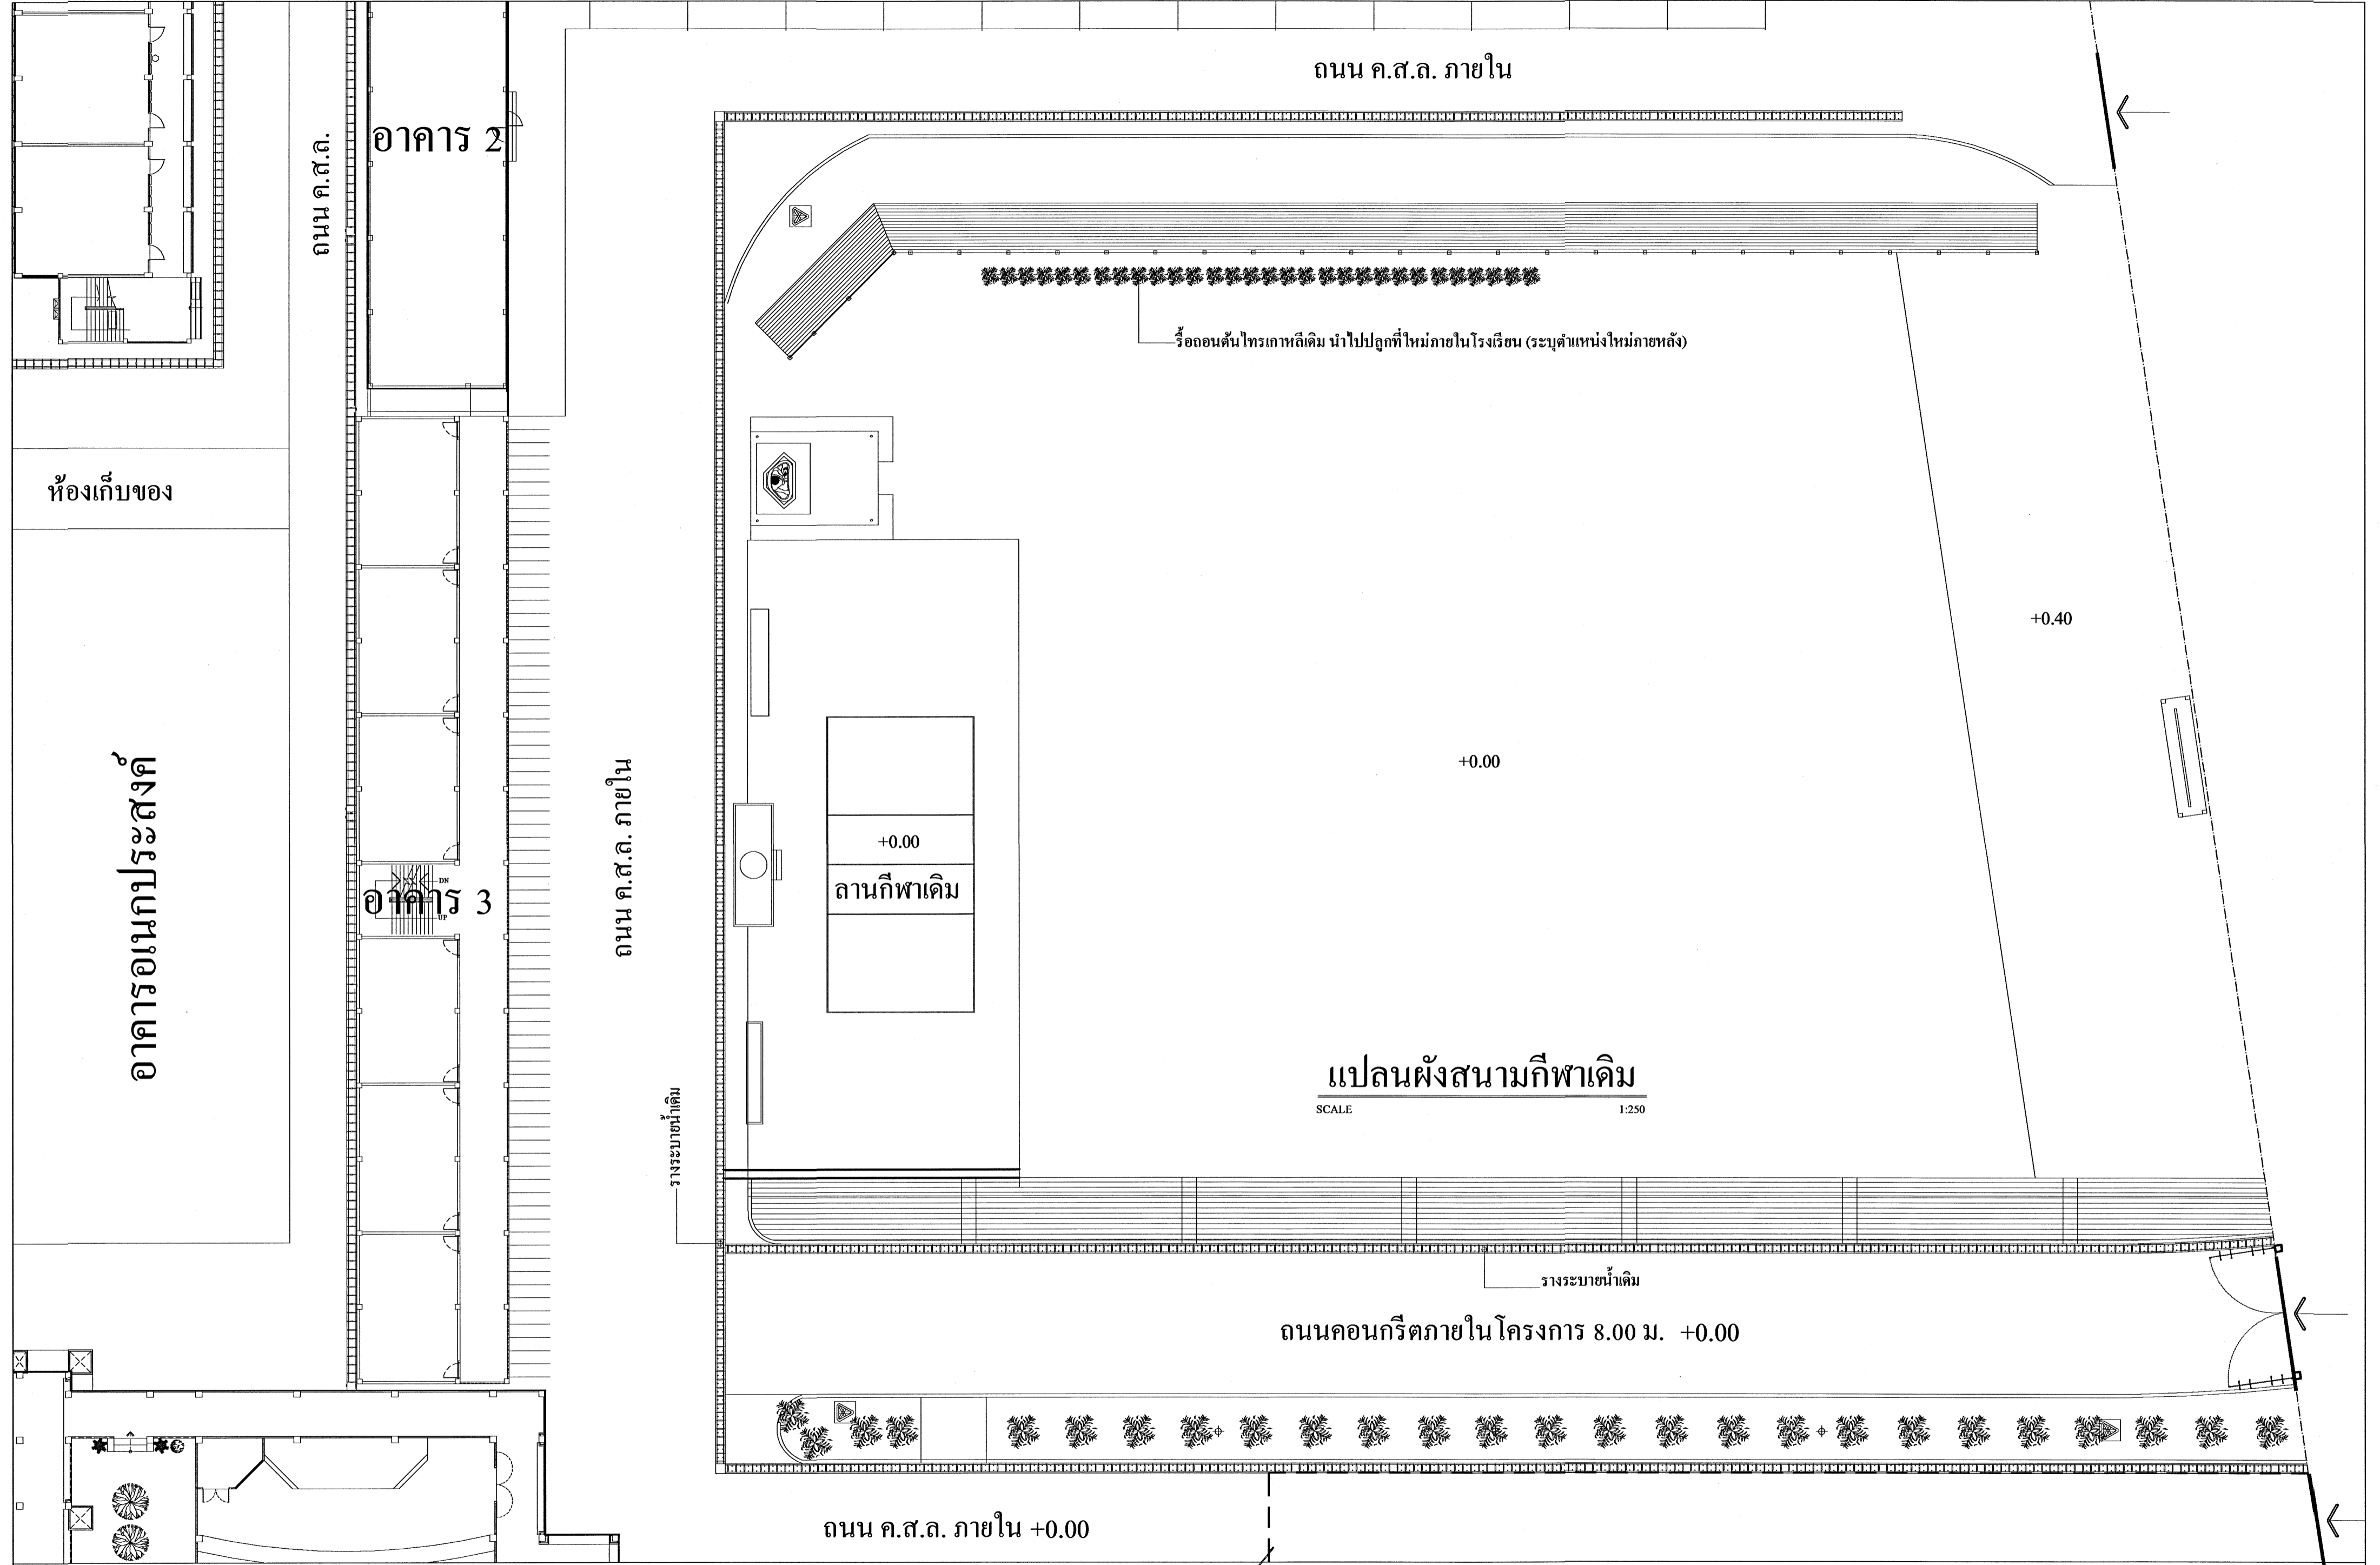 ถนน ค.ส.ล. ภายใน
อาคาร 2
ถนน ค.ส.ล.
รื้อถอนต้นไทรเกาหลีเดิม นำไปปลูกที่ใหม่ภายในโรงเรียน (ระบุตำแหน่งใหม่ภายหลัง)
ห้องเก็บของ
+0.40
+0.00
อาคารอเนกประสงค์
ถนน ค.ส.ล. ภายใน
+0.00
ลานกีฬาเดิม
DN
อาคาร 3
UP
แปลนผังสนามกีฬาเดิม
SCALE 1:250
รางระบายน้ำเดิม
รางระบายน้ำเดิม
ถนนคอนกรีตภายในโครงการ 8.00 ม. +0.00
ถนน ค.ส.ล. ภายใน +0.00